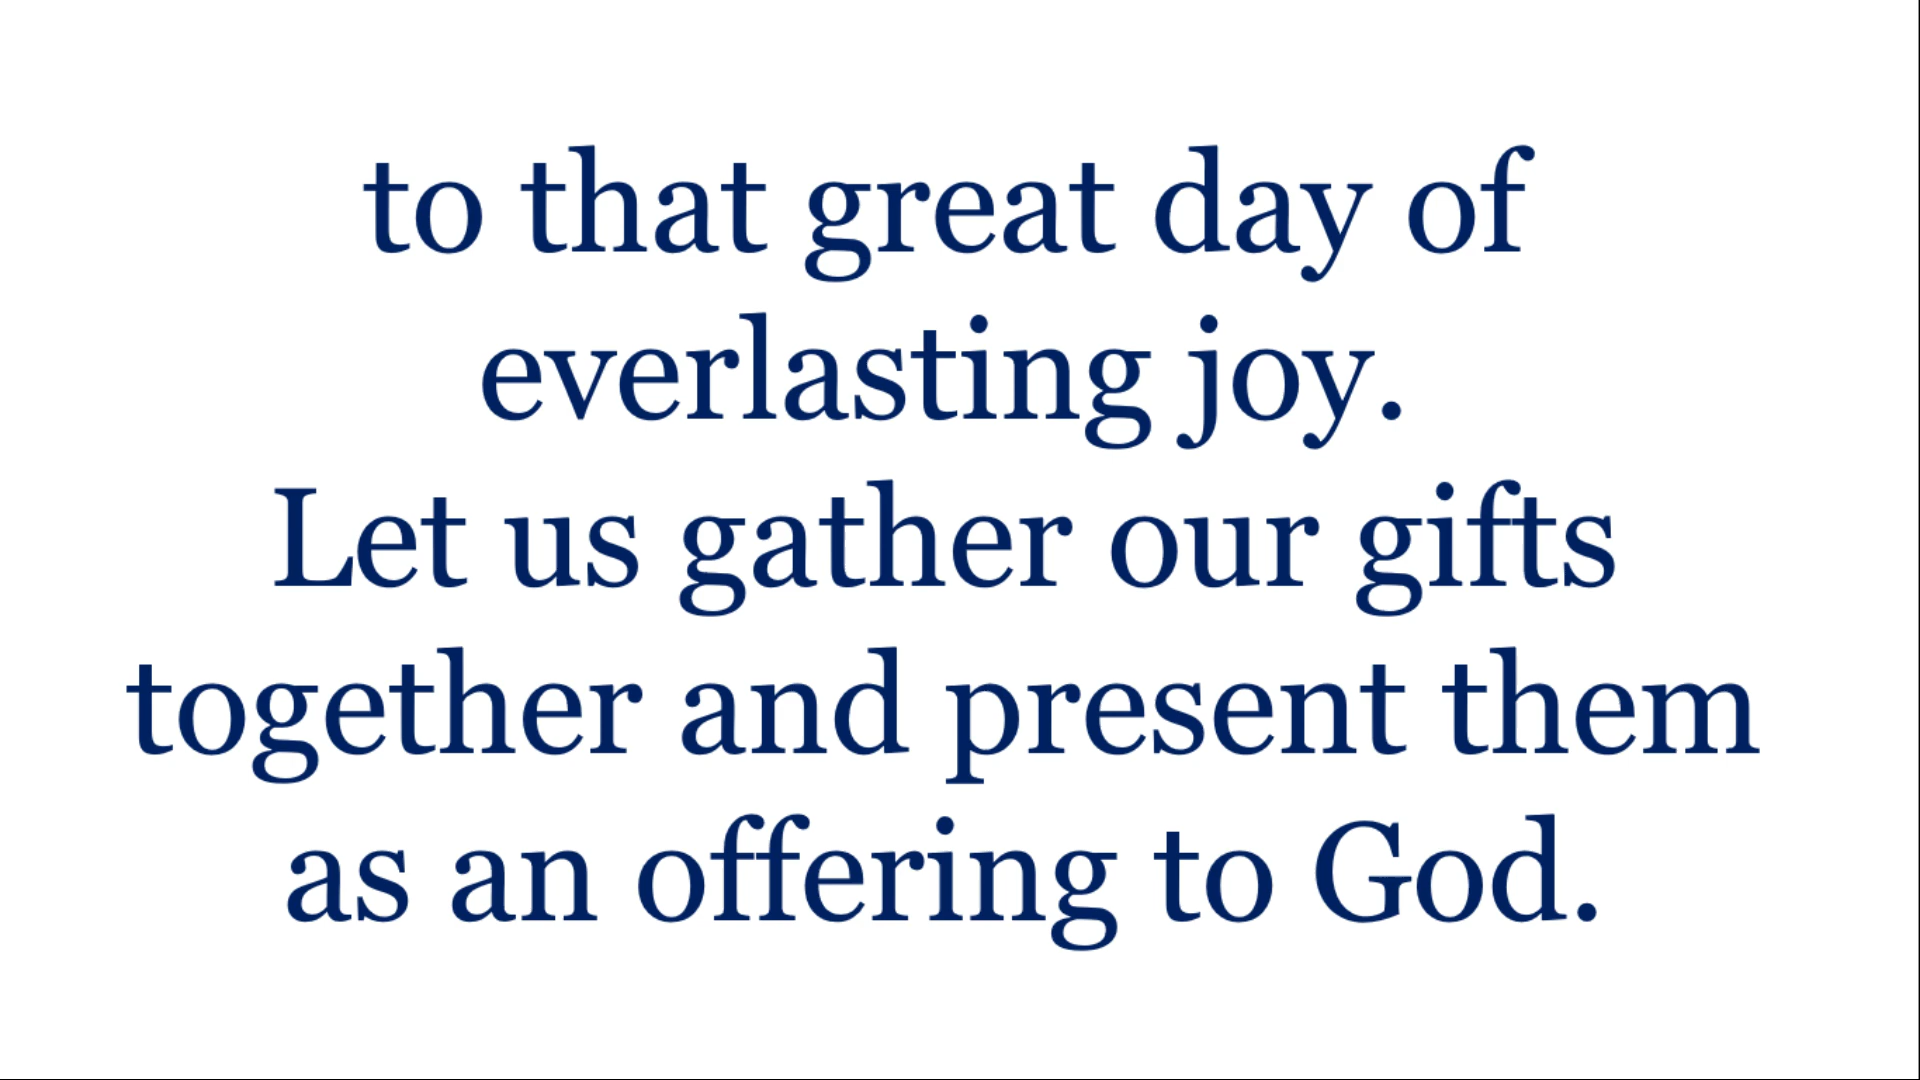 to that great day of
everlasting joy.
Let us gather our gifts
together and present them
as an offering to God.